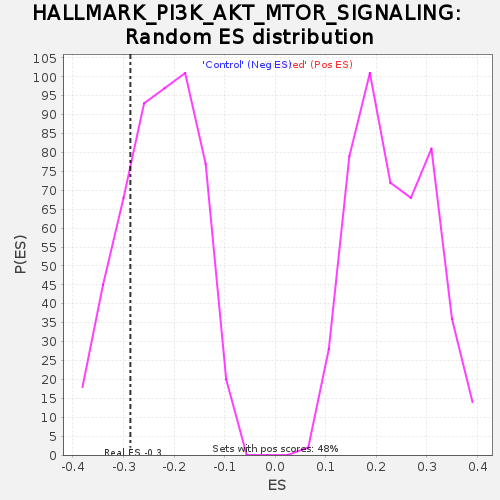 HALLMARK_PI3K_AKT_MTOR_SIGNALING:
Random ES distribution
'Control' (Neg ES)ed' (Pos ES)
105
100
95
90
85
80
75
70
65
60
55
50
45
40
35
30
25
20
15
10
5
0
P(ES)
Real ES -0.3
Sets with pos scores: 48%
-0.4 -0.3 -0.2 -0.1 0.0 0.1 0.2 0.3 0.4
ES